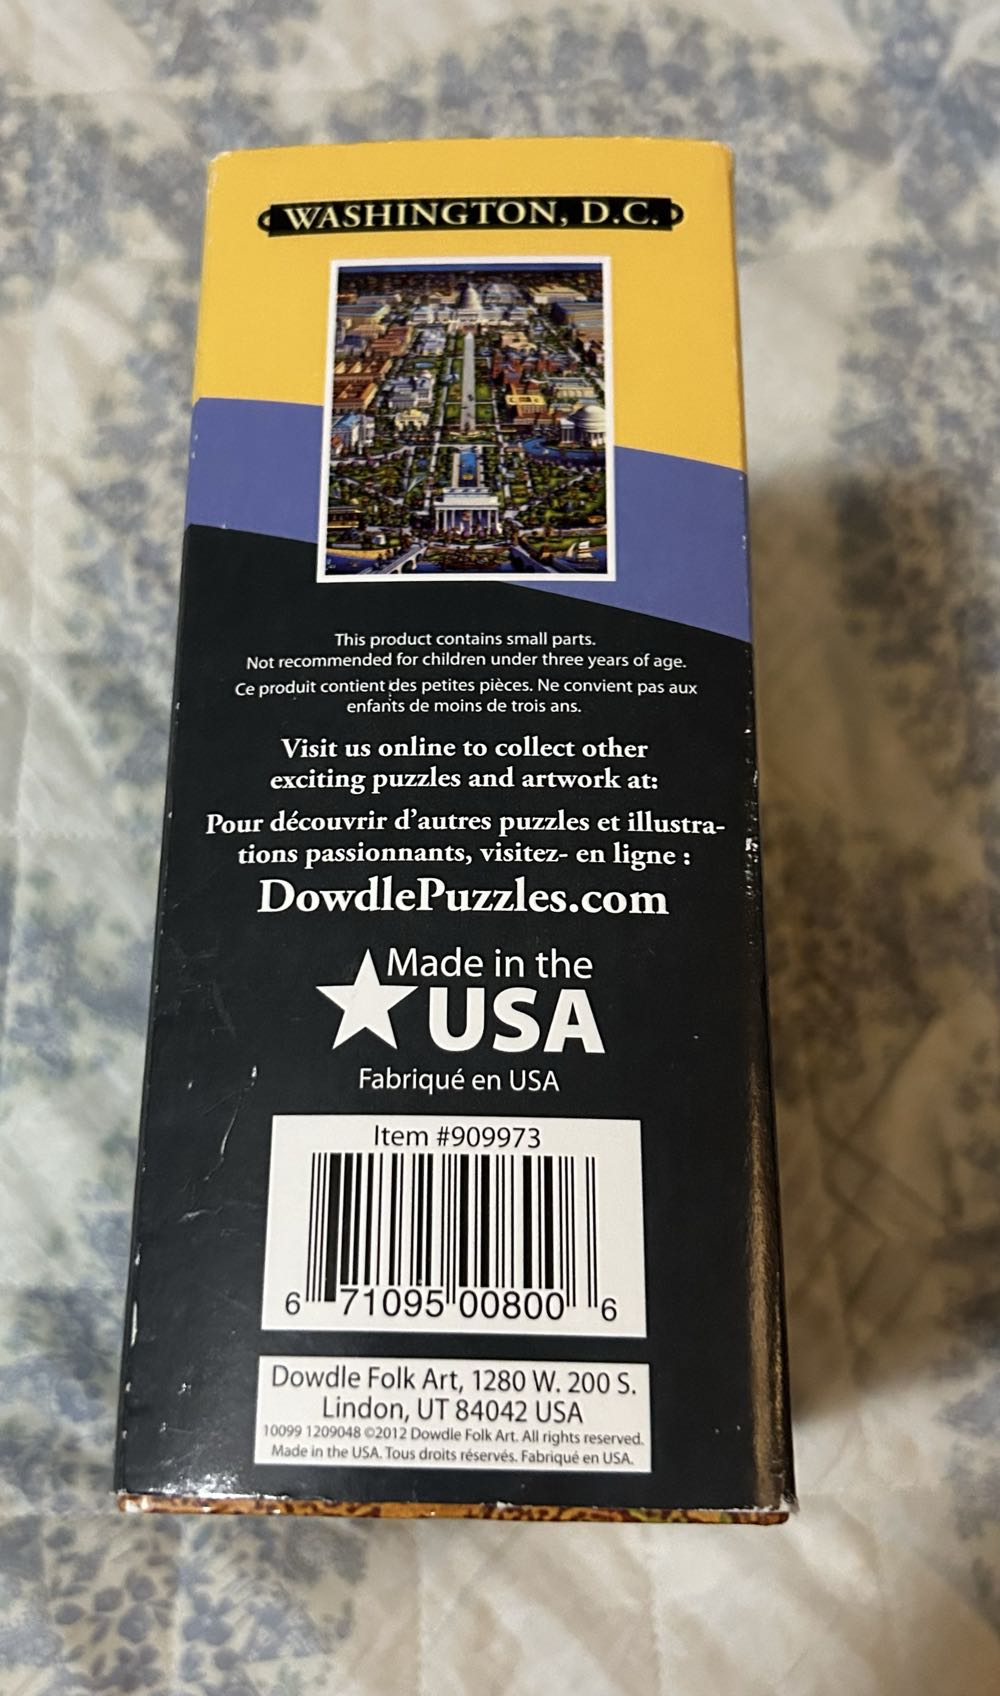 WASHINGTON, D.C.
This product contains small parts.
Not recommended for children under three years of age.
Ce produit contient des petites pièces. Ne convient pas aux
enfants de moins de trois ans.
Visit us online to collect other
exciting puzzles and artwork at:
Pour découvrir d'autres puzzles et illustra-
tions passionnants, visitez- en ligne :
DowdlePuzzles.com
Made in the
USA
Fabriqué en USA
Item #909973
6 71095 00800 6
Dowdle Folk Art, 1280 W. 200 S.
Lindon, UT 84042 USA
10099 1209048 ©2012 Dowdle Folk Art. All rights reserved.
Made in the USA. Tous droits réservés. Fabriqué en USA.